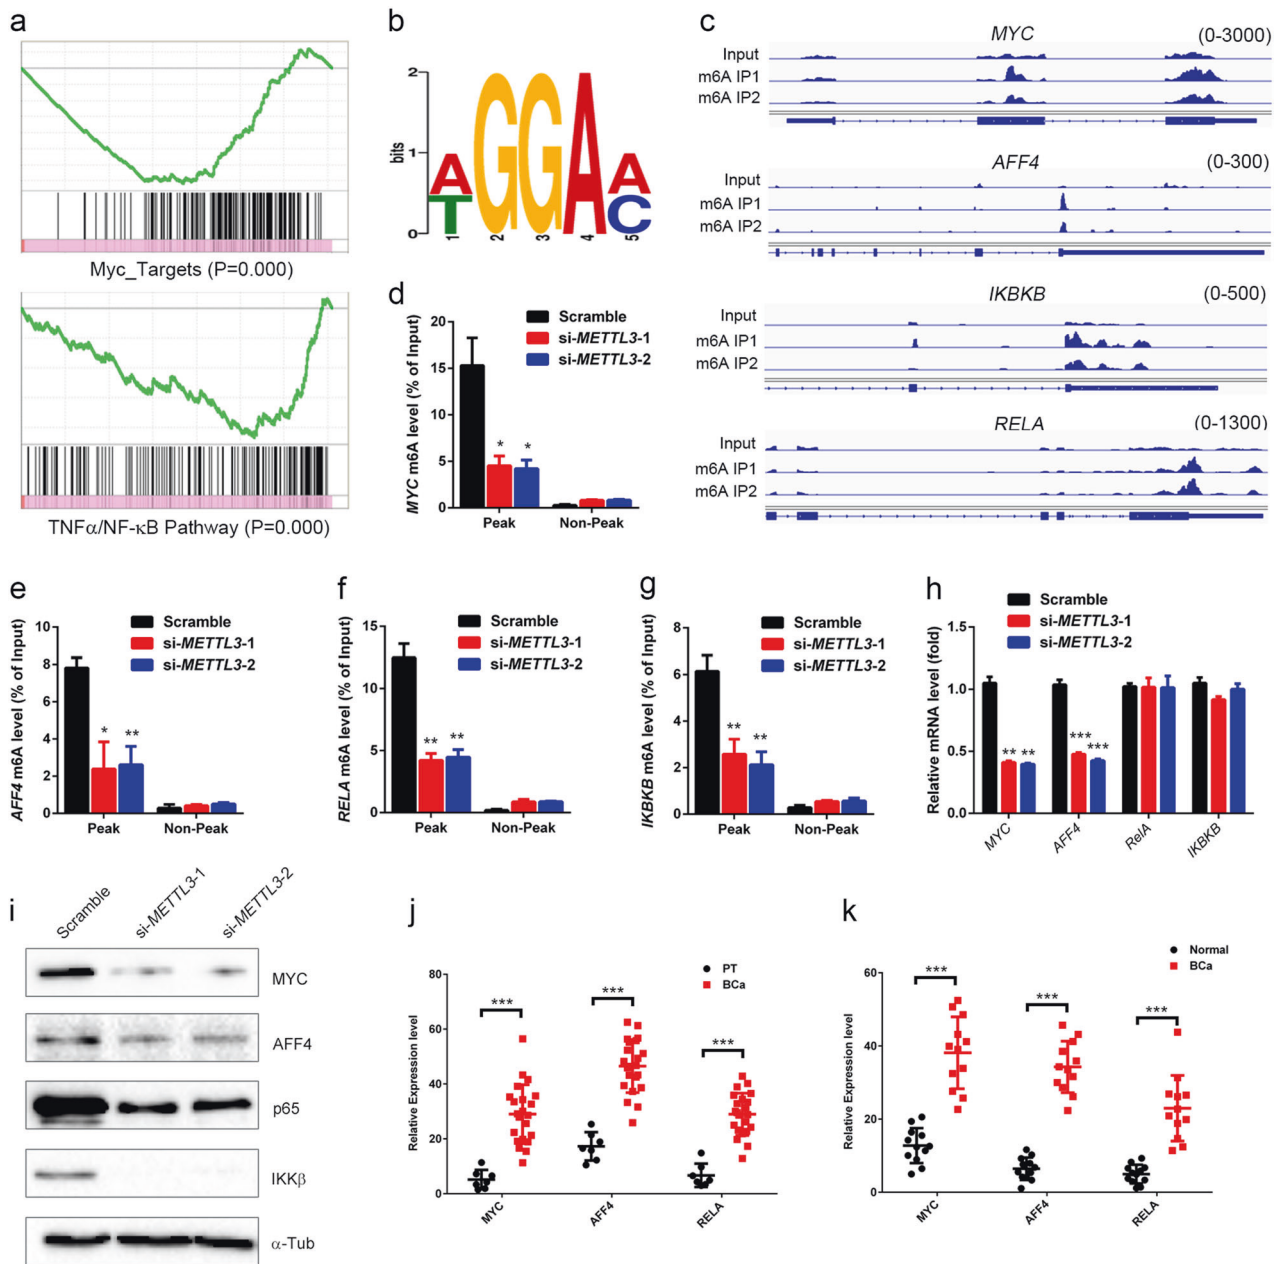 a
Myc_Targets (P=0.000)
TNFα/NF-κB Pathway (P=0.000)
b
2
1
0
bits
A
T
G
G
A
A
C
1 2 3 4 5
c
MYC (0-3000)
Input
m6A IP1
m6A IP2
AFF4 (0-300)
Input
m6A IP1
m6A IP2
IKBKB (0-500)
Input
m6A IP1
m6A IP2
RELA (0-1300)
Input
m6A IP1
m6A IP2
d
Scramble
si-METTL3-1
si-METTL3-2
MYC m6A level (% of Input)
20
15
10
5
0
* *
Peak Non-Peak
e
Scramble
si-METTL3-1
si-METTL3-2
AFF4 m6A level (% of Input)
10
8
6
4
2
0
* **
Peak Non-Peak
f
Scramble
si-METTL3-1
si-METTL3-2
RELA m6A level (% of Input)
15
10
5
0
** **
Peak Non-Peak
g
Scramble
si-METTL3-1
si-METTL3-2
IKBKB m6A level (% of Input)
8
6
4
2
0
** **
Peak Non-Peak
h
Scramble
si-METTL3-1
si-METTL3-2
Relative mRNA level (fold)
1.5
1.0
0.5
0.0
** ** *** ***
MYC AFF4 RelA IKBKB
i
Scramble si-METTL3-1 si-METTL3-2
MYC
AFF4
p65
IKKβ
α-Tub
j
PT
BCa
Relative Expression level
80
60
40
20
0
*** *** ***
MYC AFF4 RELA
k
Normal
BCa
Relative Expression level
60
40
20
0
*** *** ***
MYC AFF4 RELA